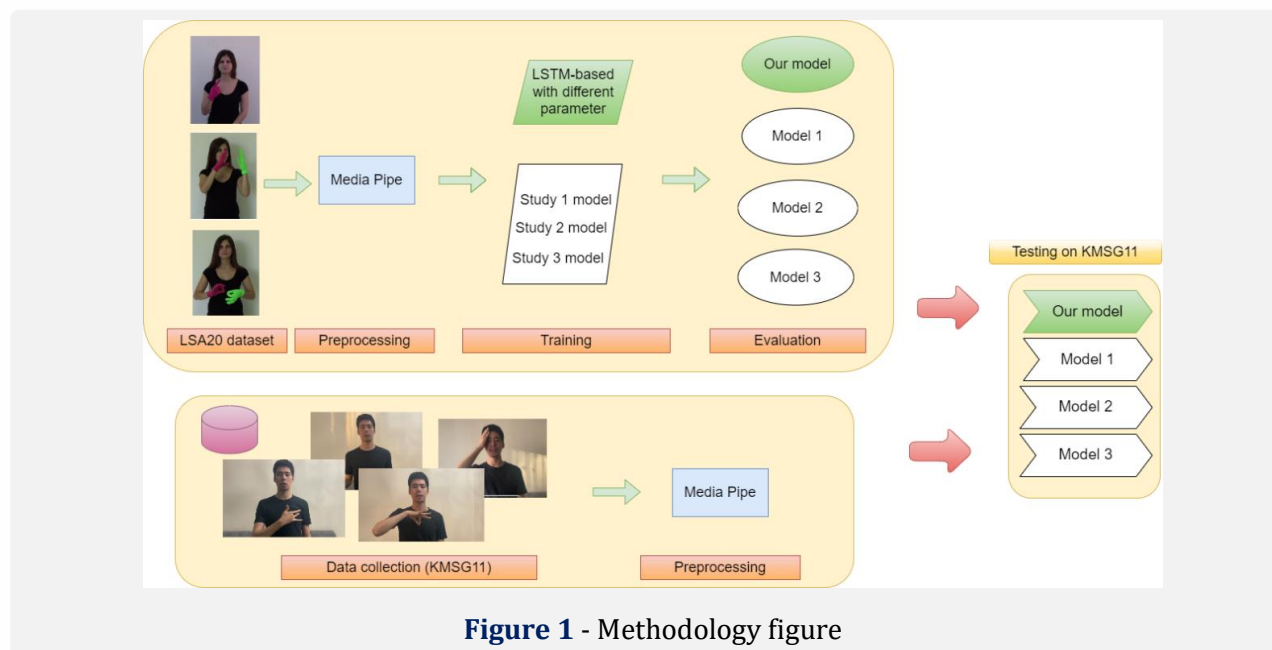 LSTM-based
with different
parameter
Our model
Model 1
Media Pipe
Study 1 model
Study 2 model
Study 3 model
Model 2
Model 3
LSA20 dataset
Preprocessing
Training
Evaluation
Testing on KMSG11
Our model
Model 1
Model 2
Model 3
Media Pipe
Data collection (KMSG11)
Preprocessing
Figure 1 - Methodology figure